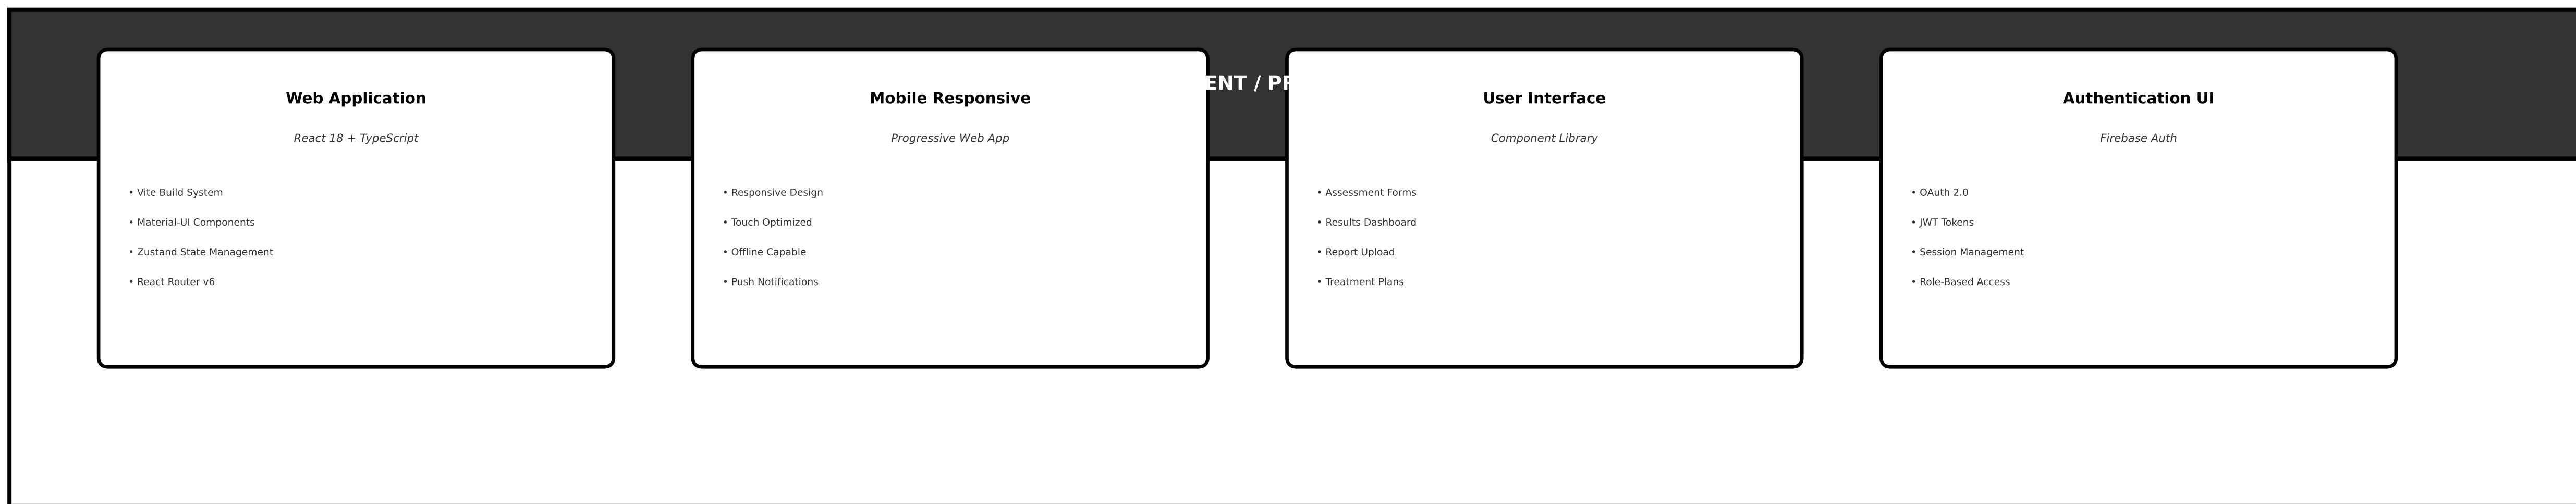 ENT / PR
Web Application
React 18 + TypeScript
• Vite Build System
• Material-UI Components
• Zustand State Management
• React Router v6
Mobile Responsive
Progressive Web App
• Responsive Design
• Touch Optimized
• Offline Capable
• Push Notifications
User Interface
Component Library
• Assessment Forms
• Results Dashboard
• Report Upload
• Treatment Plans
Authentication UI
Firebase Auth
• OAuth 2.0
• JWT Tokens
• Session Management
• Role-Based Access